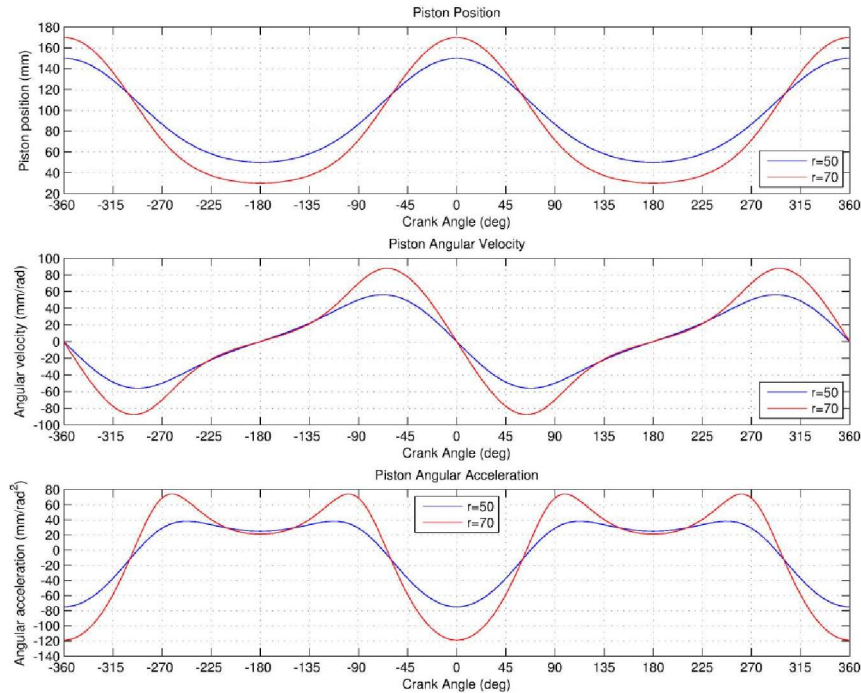 Piston Position
Piston position (mm)
180
160
140
120
100
80
60
40
20
r=50
r=70
-360 -315 -270 -225 -180 -135 -90 -45 0 45 90 135 180 225 270 315 360
Crank Angle (deg)
Piston Angular Velocity
Angular velocity (mm/rad)
100
80
60
40
20
0
-20
-40
-60
-80
-100
r=50
r=70
-360 -315 -270 -225 -180 -135 -90 -45 0 45 90 135 180 225 270 315 360
Crank Angle (deg)
Piston Angular Acceleration
Angular acceleration (mm/rad²)
80
60
40
20
0
-20
-40
-60
-80
-100
-120
-140
r=50
r=70
-360 -315 -270 -225 -180 -135 -90 -45 0 45 90 135 180 225 270 315 360
Crank Angle (deg)